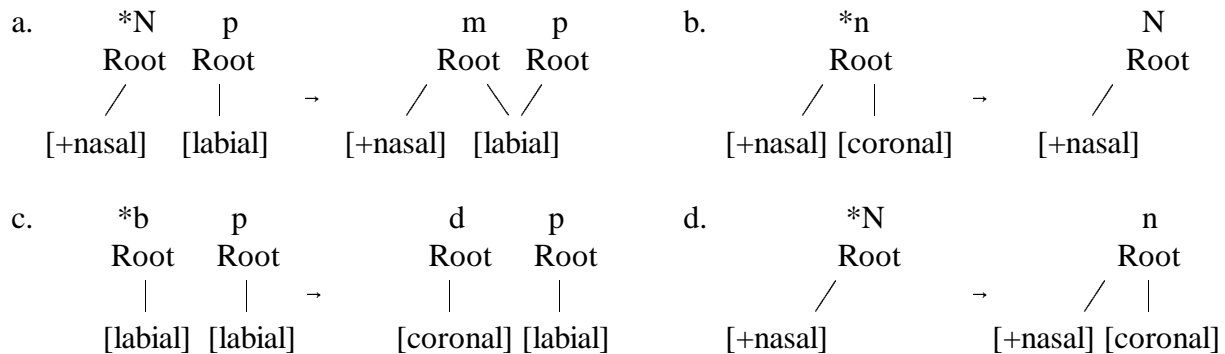 a. *N p m p b. *n N
Root Root Root Root Root Root
→ →
[+nasal] [labial] [+nasal] [labial] [+nasal] [coronal] [+nasal]
c. *b p d p d. *N n
Root Root Root Root Root Root
→ →
[labial] [labial] [coronal] [labial] [+nasal] [+nasal] [coronal]